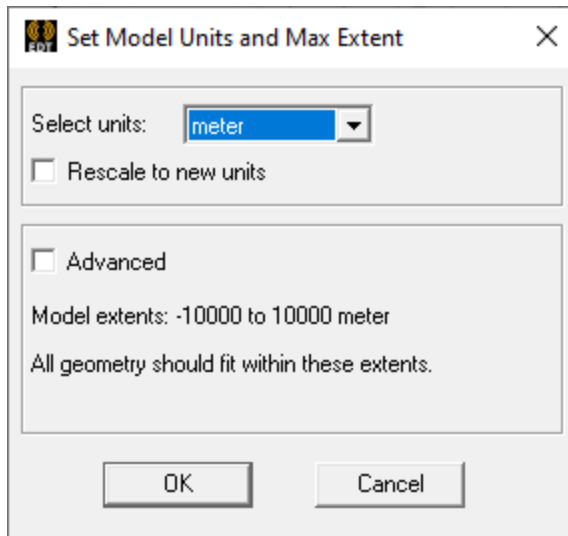 EDT
Set Model Units and Max Extent
Select units: meter
Rescale to new units
Advanced
Model extents: -10000 to 10000 meter
All geometry should fit within these extents.
OK Cancel